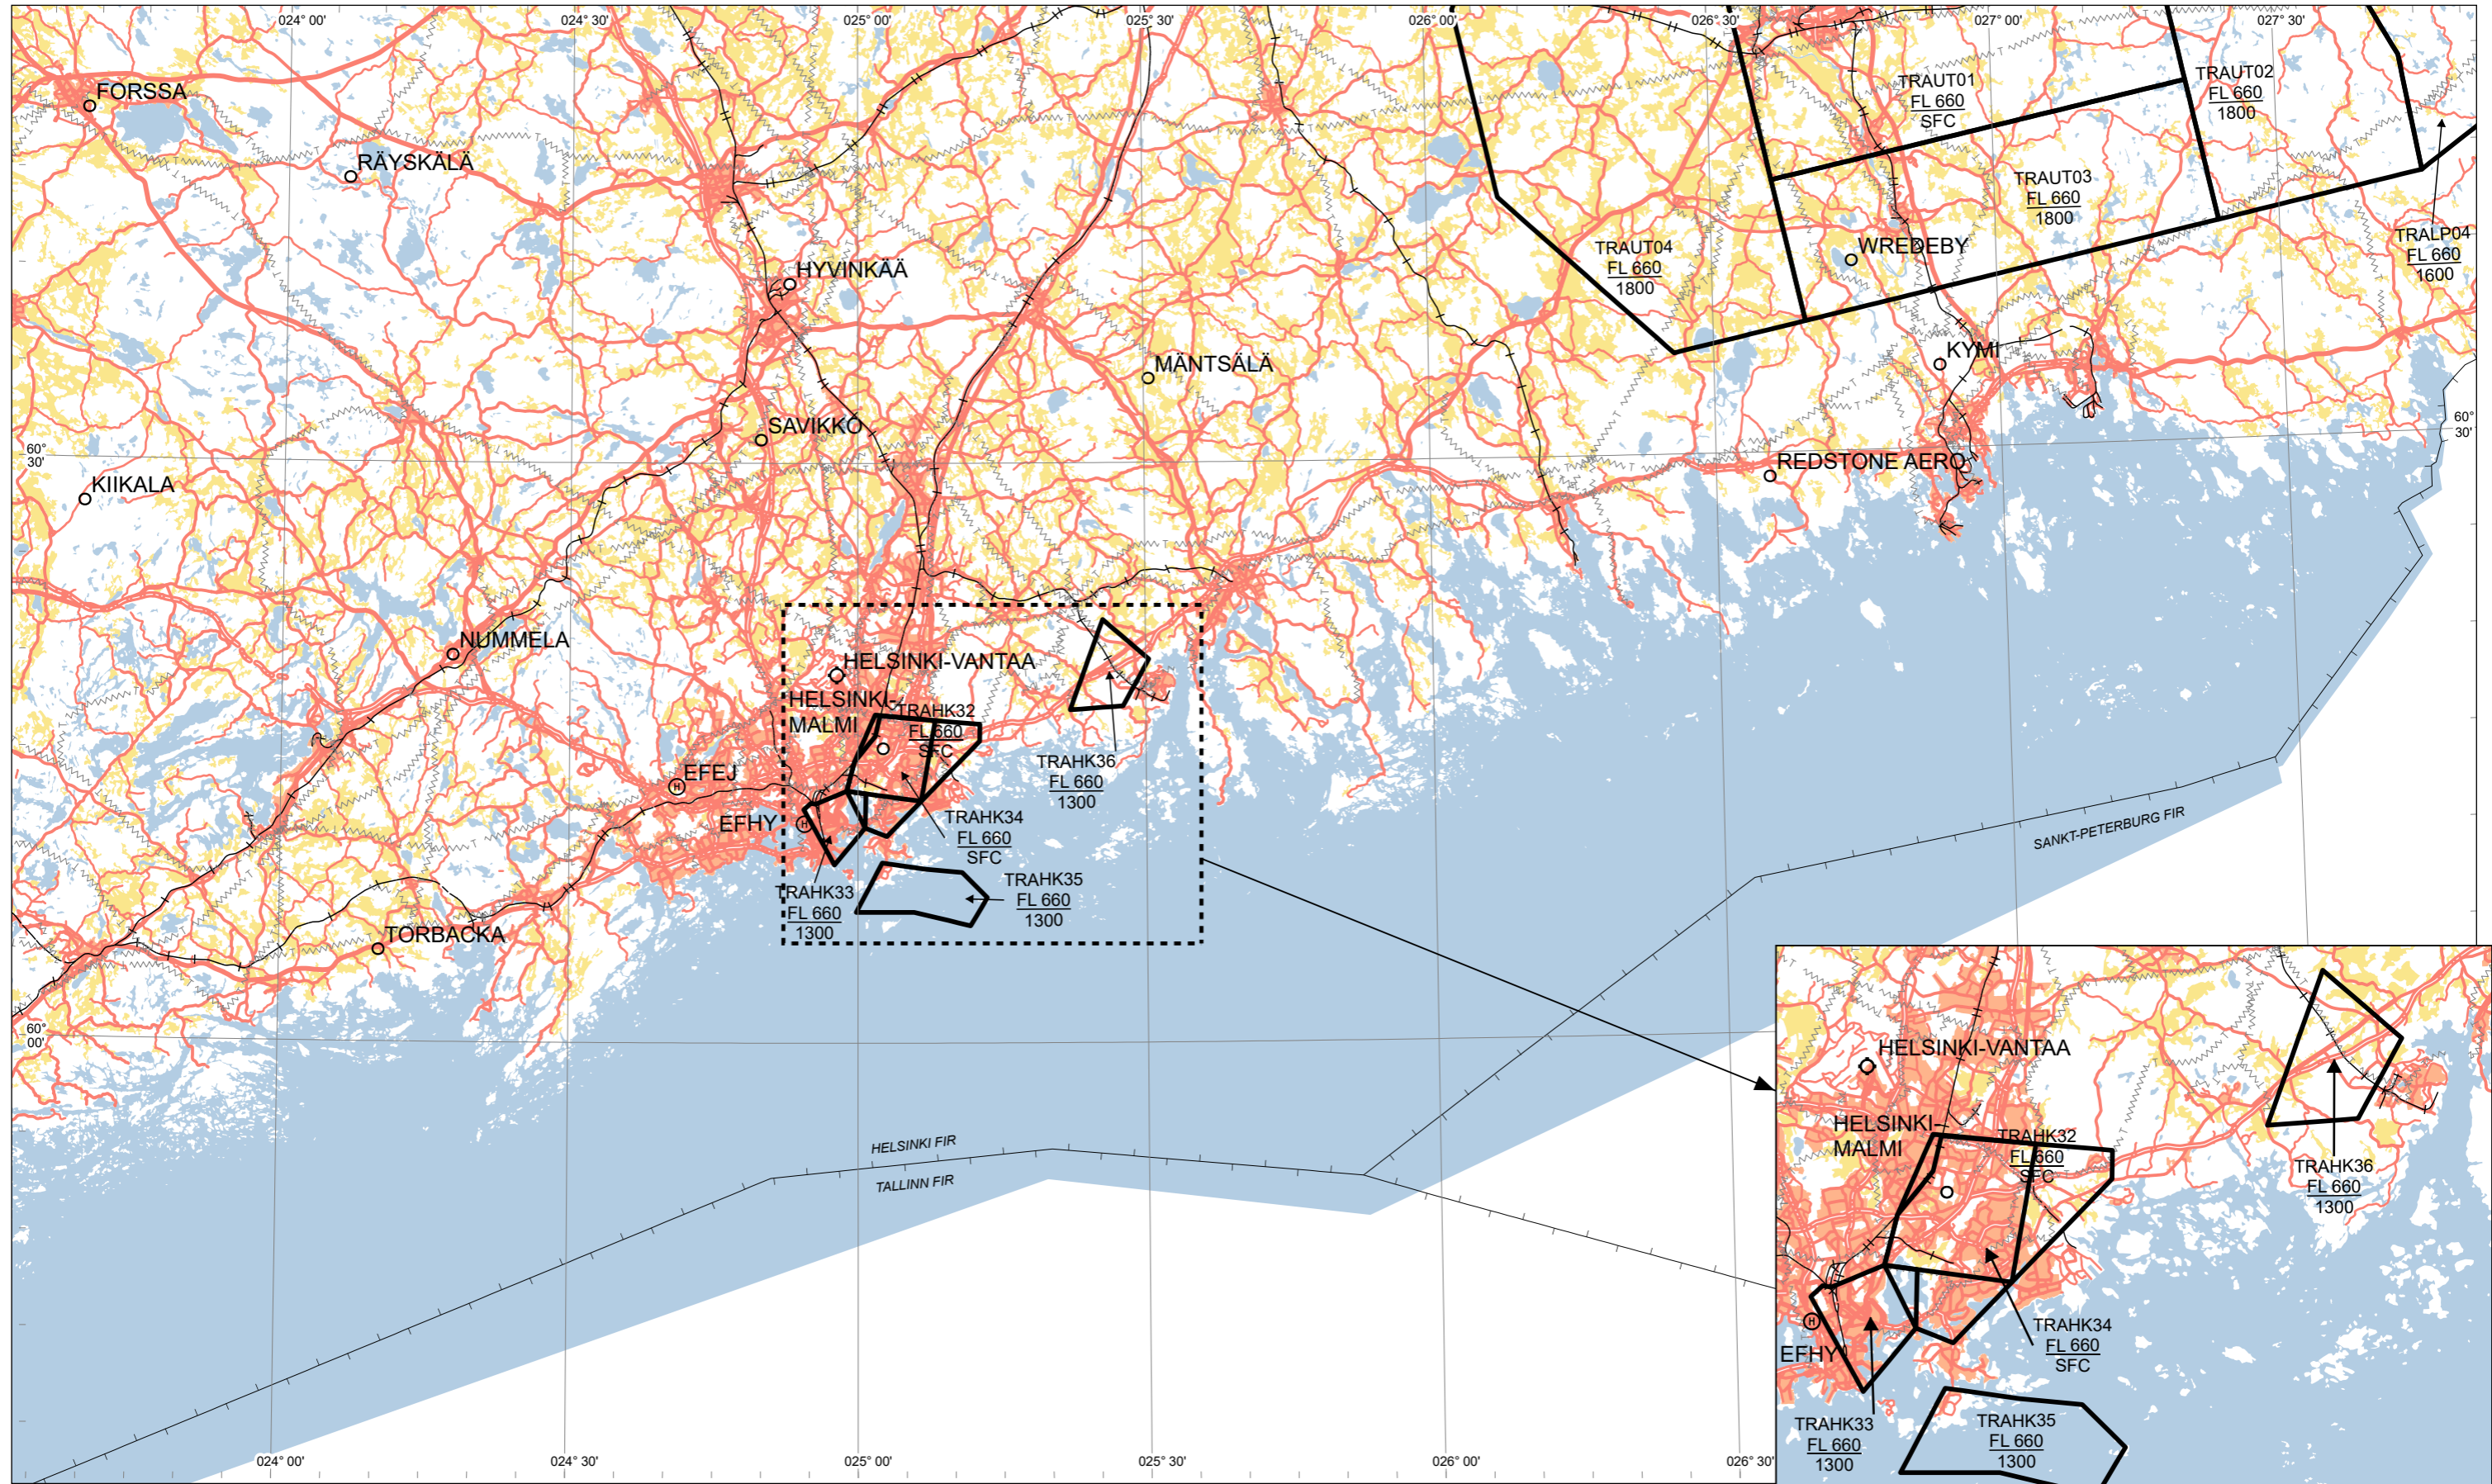 024° 00'
024° 30'
025° 00'
025° 30'
026° 00'
026° 30'
027° 00'
027° 30'
FORSSA
RÄYSKÄLÄ
HYVINKÄÄ
MÄNTSÄLÄ
SAVIKKO
KIIKALA
NUMMELA
TORBACKA
TRAUT01
FL 660
SFC
TRAUT02
FL 660
1800
TRAUT03
FL 660
1800
TRAUT04
FL 660
1800
TRALP04
FL 660
1600
WREDEBY
KYMI
REDSTONE AERO
60°
30'
60°
30'
HELSINKI-VANTAA
HELSINKI-
MALMI
TRAHK32
FL 660
SFC
TRAHK36
FL 660
1300
EFEJ
H
EFHY
H
TRAHK34
FL 660
SFC
TRAHK33
FL 660
1300
TRAHK35
FL 660
1300
SANKT-PETERBURG FIR
60°
00'
HELSINKI FIR
TALLINN FIR
HELSINKI-VANTAA
HELSINKI-
MALMI
TRAHK32
FL 660
SFC
TRAHK36
FL 660
1300
H
EFHY
TRAHK34
FL 660
SFC
TRAHK33
FL 660
1300
TRAHK35
FL 660
1300
024° 00'
024° 30'
025° 00'
025° 30'
026° 00'
026° 30'